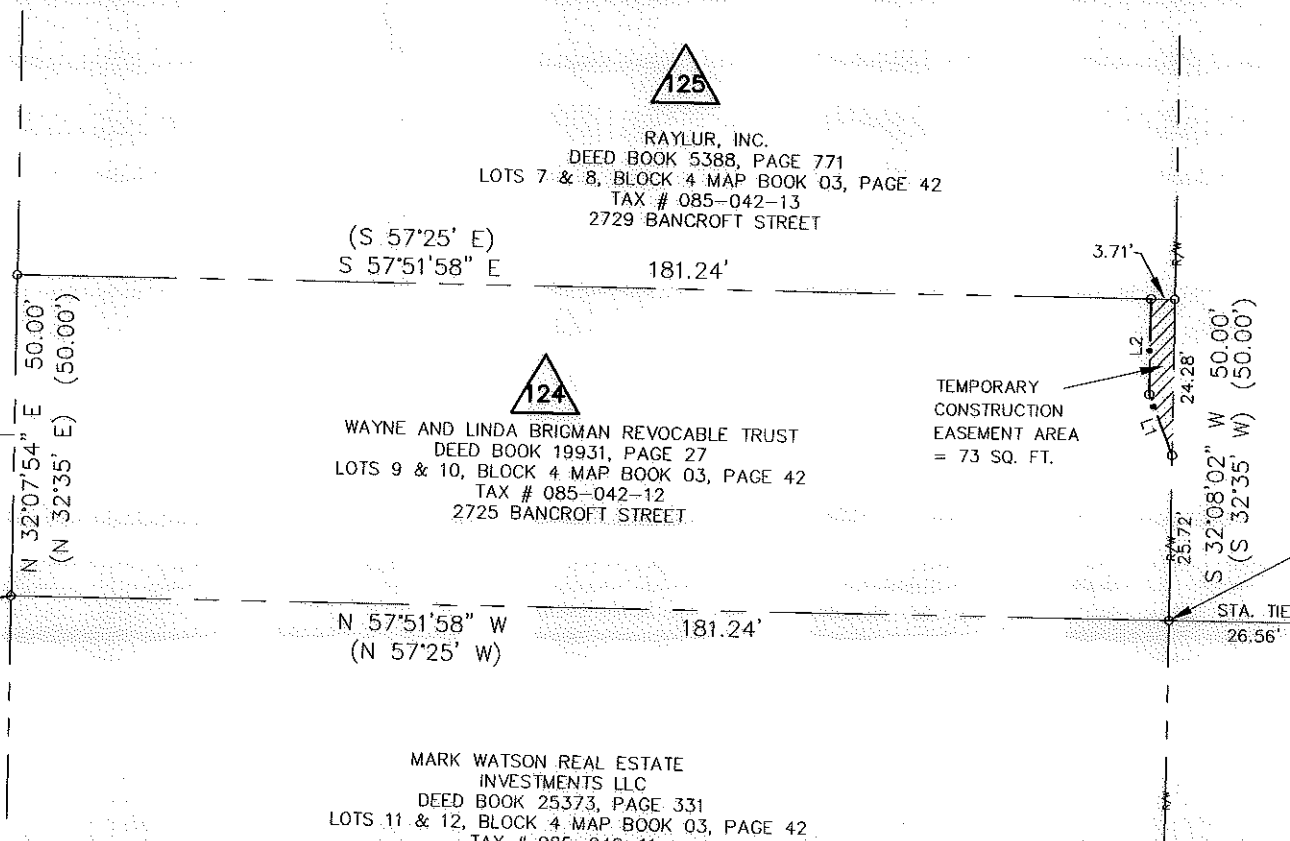 125
RAYLUR, INC.
DEED BOOK 5388, PAGE 771
LOTS 7 & 8, BLOCK 4 MAP BOOK 03, PAGE 42
TAX # 085-042-13
2729 BANCROFT STREET
(S 57°25' E)
S 57°51'58" E 181.24'
3.71'
R/W
N 32°07'54" E 50.00'
(N 32°35' E) (50.00')
L2
24.28'
L1
S 32°08'02" W 50.00'
(S 32°35' W) (50.00')
TEMPORARY
CONSTRUCTION
EASEMENT AREA
= 73 SQ. FT.
124
WAYNE AND LINDA BRIGMAN REVOCABLE TRUST
DEED BOOK 19931, PAGE 27
LOTS 9 & 10, BLOCK 4 MAP BOOK 03, PAGE 42
TAX # 085-042-12
2725 BANCROFT STREET
R/W
25.72'
STA. TIE
26.56'
N 57°51'58" W 181.24'
(N 57°25' W)
MARK WATSON REAL ESTATE
INVESTMENTS LLC
DEED BOOK 25373, PAGE 331
LOTS 11 & 12, BLOCK 4 MAP BOOK 03, PAGE 42
R/W